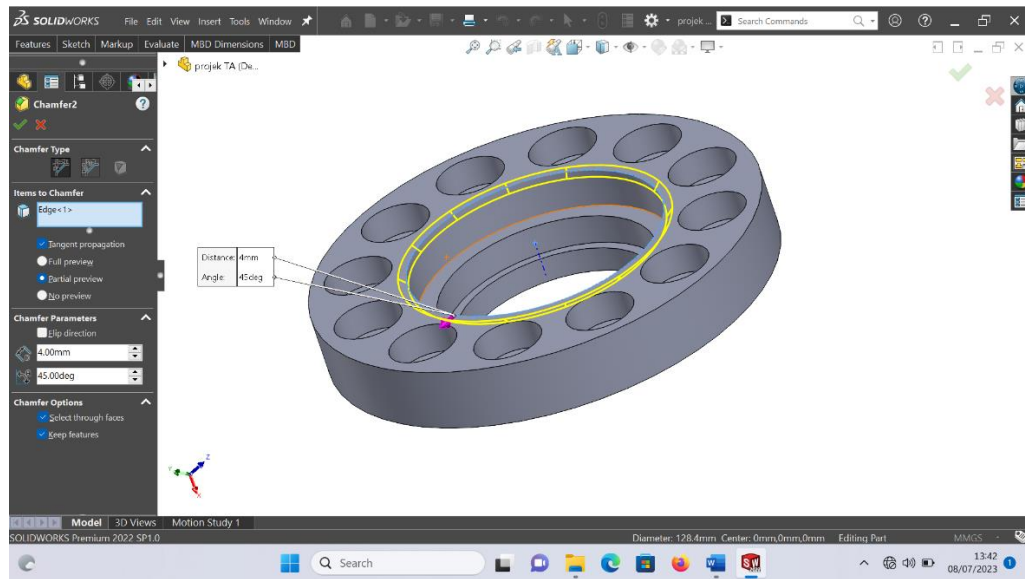 SOLIDWORKS File Edit View Insert Tools Window projek ... Search Commands
Features Sketch Markup Evaluate MBD Dimensions MBD
projek TA (De...
Chamfer2
Chamfer Type
Items to Chamfer
Edge<1>
Tangent propagation
Full preview
Partial preview
No preview
Distance: 4mm
Angle: 45deg
Chamfer Parameters
Flip direction
4.00mm
45.00deg
Chamfer Options
Select through faces
Keep features
Z
X
Model 3D Views Motion Study 1
SOLIDWORKS Premium 2022 SP1.0 Diameter: 128.4mm Center: 0mm,0mm,0mm Editing Part MMGS
Search
13:42
08/07/2023